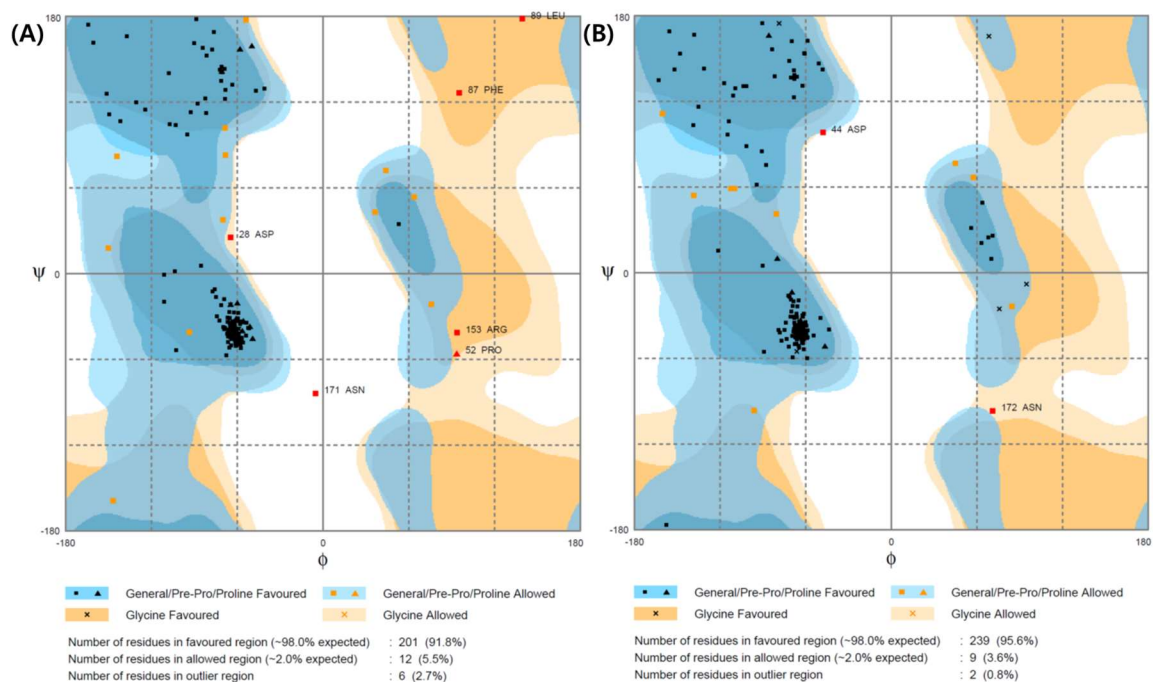 (A)
180
89 LEU
87 PHE
28 ASP
ψ
0
153 ARG
52 PRO
171 ASN
-180
-180
0
180
ϕ
General/Pre-Pro/Proline Favoured
General/Pre-Pro/Proline Allowed
Glycine Favoured
Glycine Allowed
Number of residues in favoured region (~98.0% expected) : 201 (91.8%)
Number of residues in allowed region (~2.0% expected) : 12 (5.5%)
Number of residues in outlier region : 6 (2.7%)
(B)
180
44 ASP
ψ
0
172 ASN
-180
-180
0
180
ϕ
General/Pre-Pro/Proline Favoured
General/Pre-Pro/Proline Allowed
Glycine Favoured
Glycine Allowed
Number of residues in favoured region (~98.0% expected) : 239 (95.6%)
Number of residues in allowed region (~2.0% expected) : 9 (3.6%)
Number of residues in outlier region : 2 (0.8%)